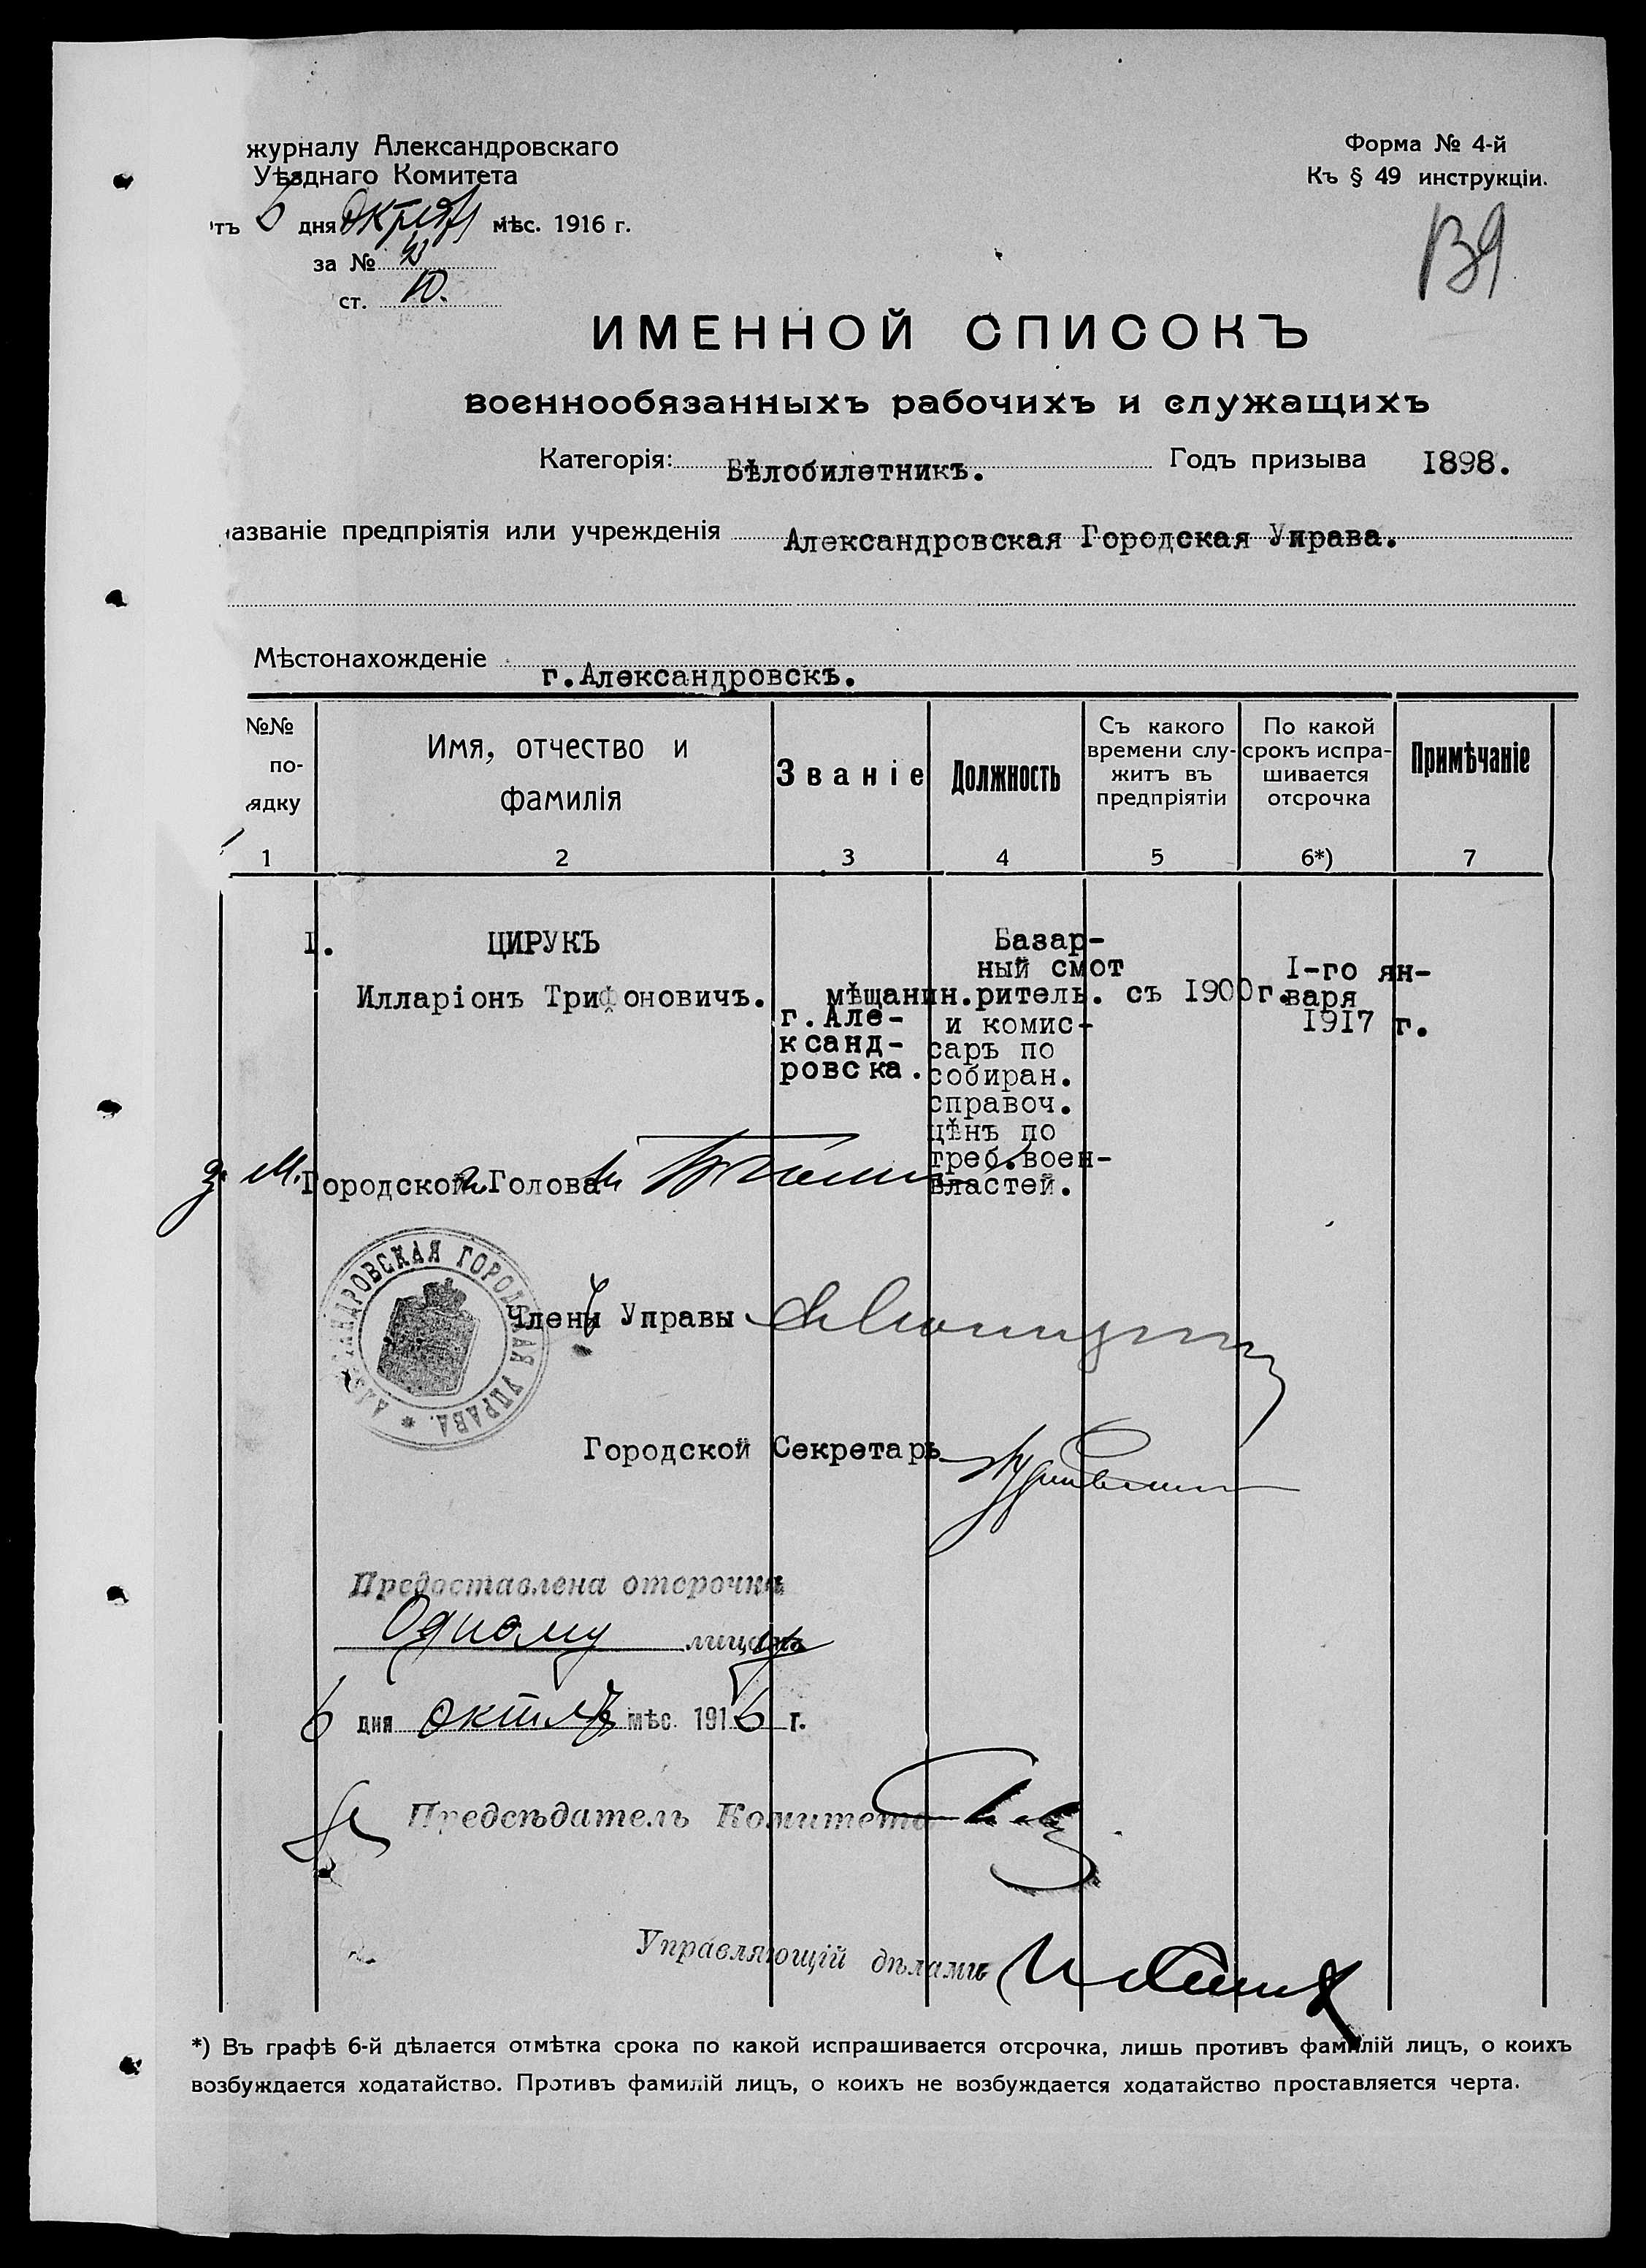 журналу Александровскаго
Уѣзднаго Комитета
отъ 6 дня октября мѣс. 1916 г.
за №
ст. 10.
Форма № 4-й
Къ § 49 инструкціи.
ИМЕННОЙ СПИСОКЪ
военнообязанныхъ рабочихъ и служащихъ
Категорія: Бѣлобилетникъ. Годъ призыва 1898.
названіе предпріятія или учрежденія Александровская Городская Управа.
Мѣстонахожденіе г.Александровскъ.
№№
по-
рядку
Имя, отчество и
фамилія
Званіе
Должность
Съ какого
времени слу-
житъ въ
предпріятіи
По какой
срокъ испра-
шивается
отсрочка
Примѣчаніе
1 2 3 4 5 6*) 7
I.
ЦИРУКЪ
Илларіонъ Трифоновичъ.
мѣщанин.
г.Але-
ксанд-
ровска.
Базар-
ный смот
ритель.
и комис-
саръ по
собиран.
справоч.
цѣнъ по
треб.воен-
властей.
съ 1900г.
I-го ян-
варя
1917 г.
Городской Голова
АЛЕКСАНДРОВСКАЯ ГОРОДСКАЯ УПРАВА.
Члены Управы
Городской Секретарь
Предоставлена отсрочка
Одному лицу
6 дня октября мѣс. 1916 г.
Предсѣдатель Комитета
Управляющій дѣлами
*) Въ графѣ 6-й дѣлается отмѣтка срока по какой испрашивается отсрочка, лишь противъ фамилій лицъ, о коихъ
возбуждается ходатайство. Противъ фамилій лицъ, о коихъ не возбуждается ходатайство проставляется черта.